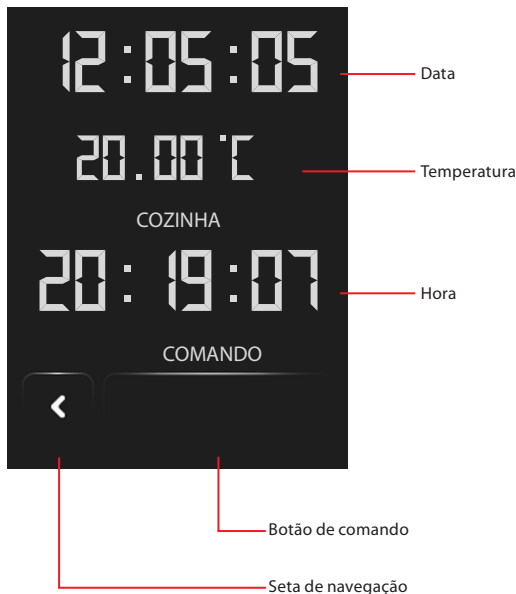 12:05:05
Data
20.00 °C
Temperatura
COZINHA
20:19:07
Hora
COMANDO
Botão de comando
Seta de navegação